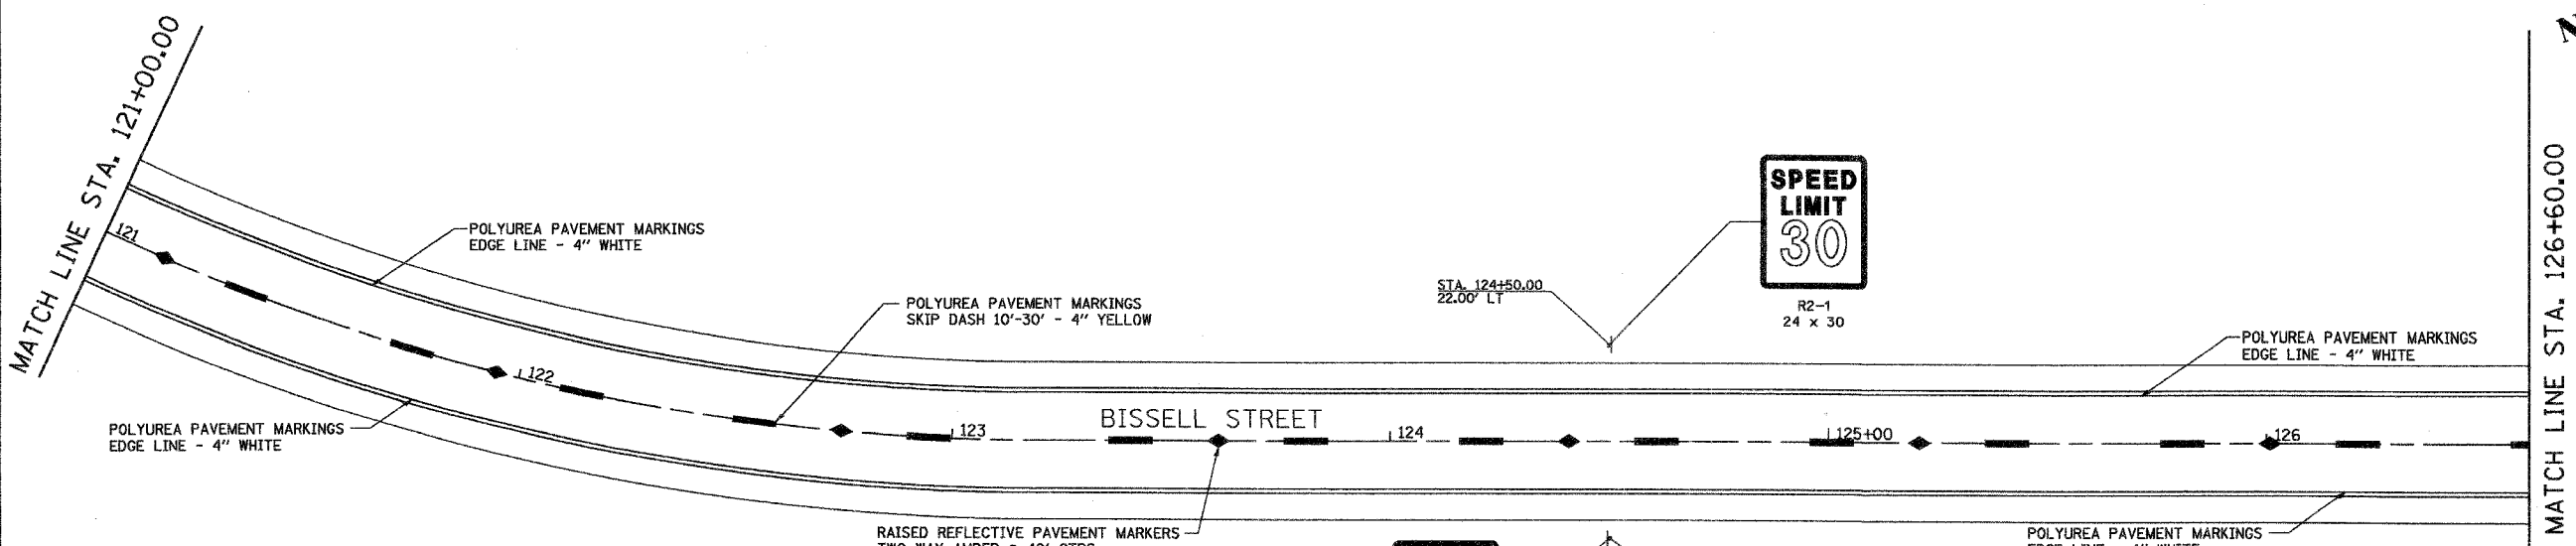 MATCH LINE STA. 121+00.00
121
POLYUREA PAVEMENT MARKINGS
EDGE LINE - 4" WHITE
POLYUREA PAVEMENT MARKINGS
SKIP DASH 10'-30' - 4" YELLOW
STA. 124+50.00
22.00' LT
SPEED
LIMIT
30
R2-1
24 x 30
POLYUREA PAVEMENT MARKINGS
EDGE LINE - 4" WHITE
MATCH LINE STA. 126+60.00
122
POLYUREA PAVEMENT MARKINGS
EDGE LINE - 4" WHITE
123
BISSELL STREET
124
125+00
126
RAISED REFLECTIVE PAVEMENT MARKERS
POLYUREA PAVEMENT MARKINGS